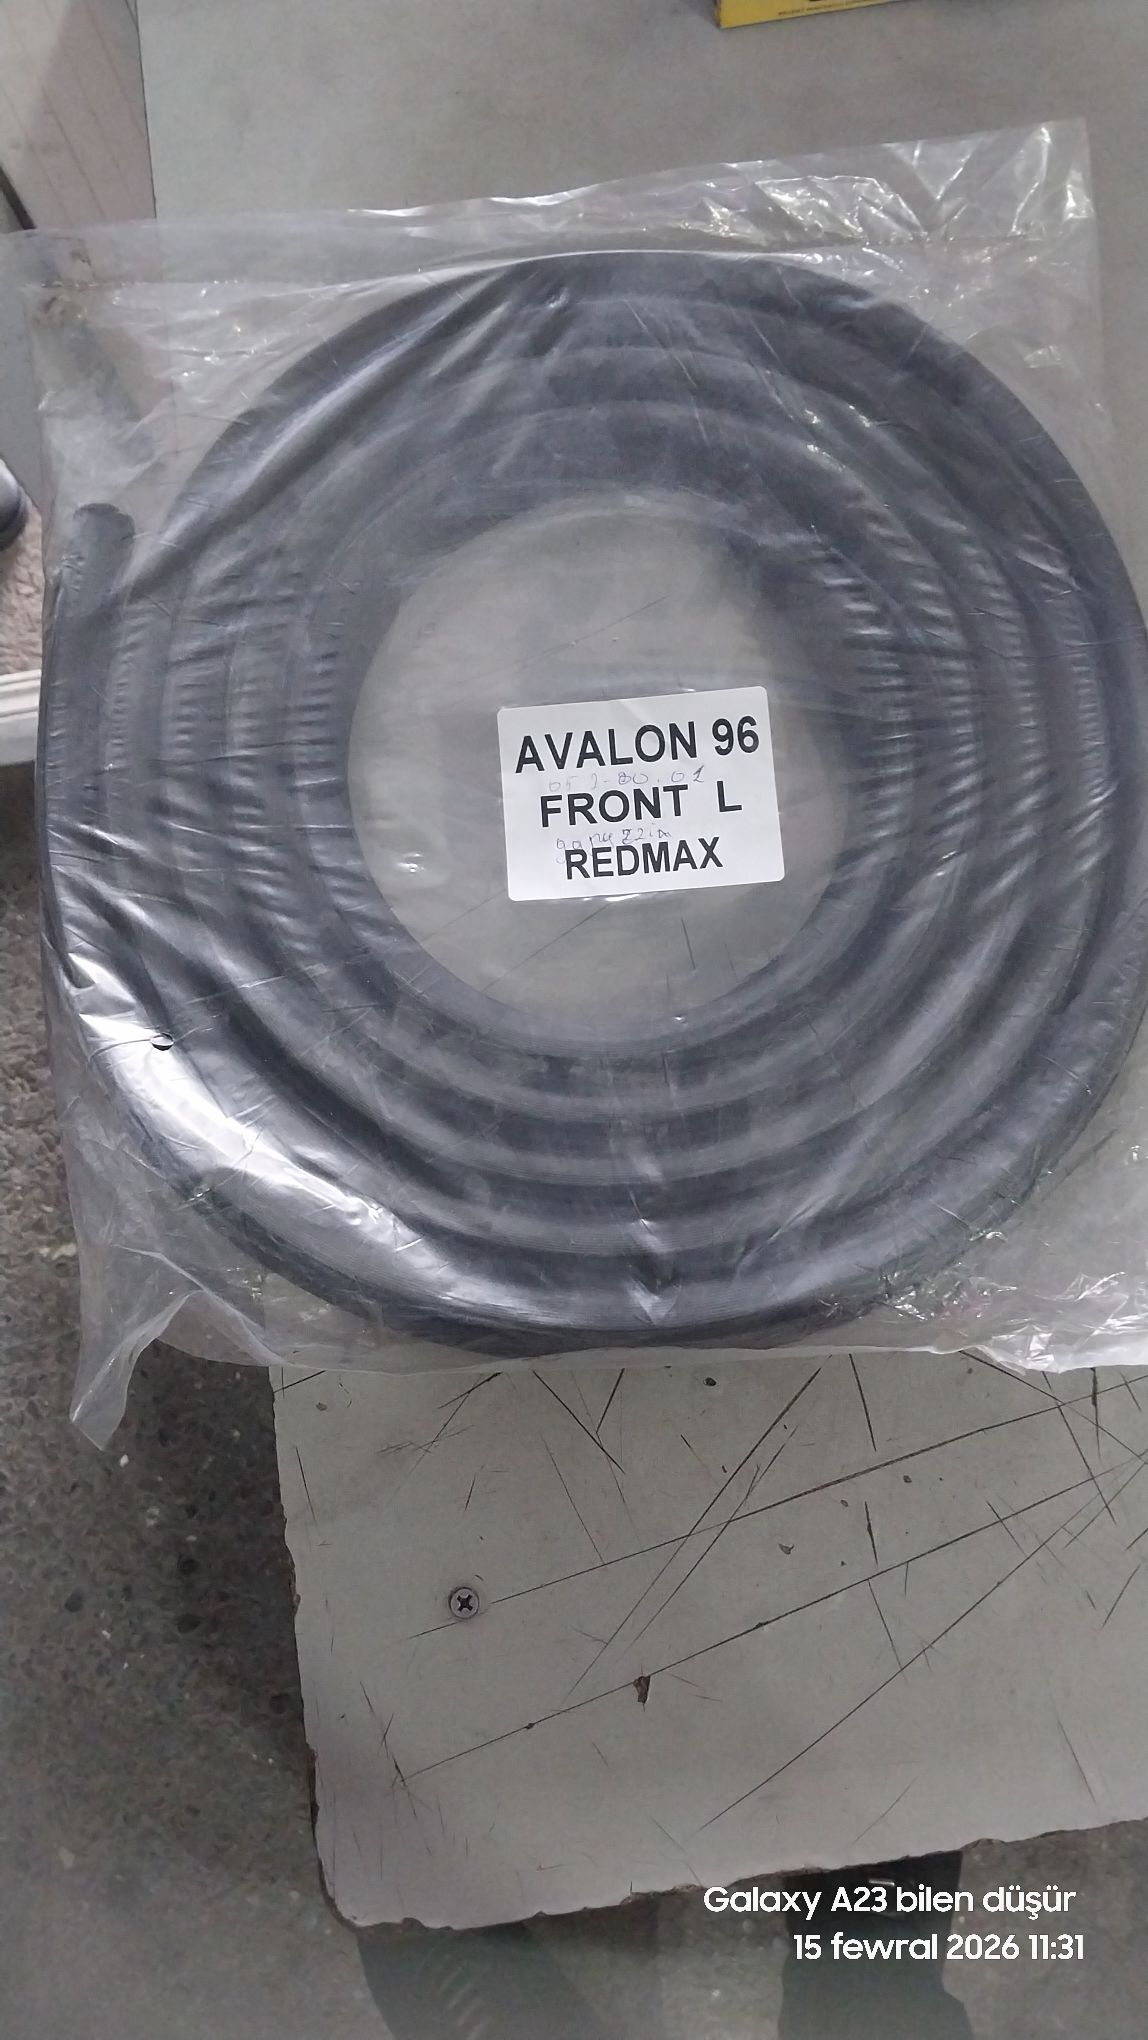 AVALON 96
FRONT L
REDMAX
Galaxy A23 bilen düşür
15 fewral 2026 11:31